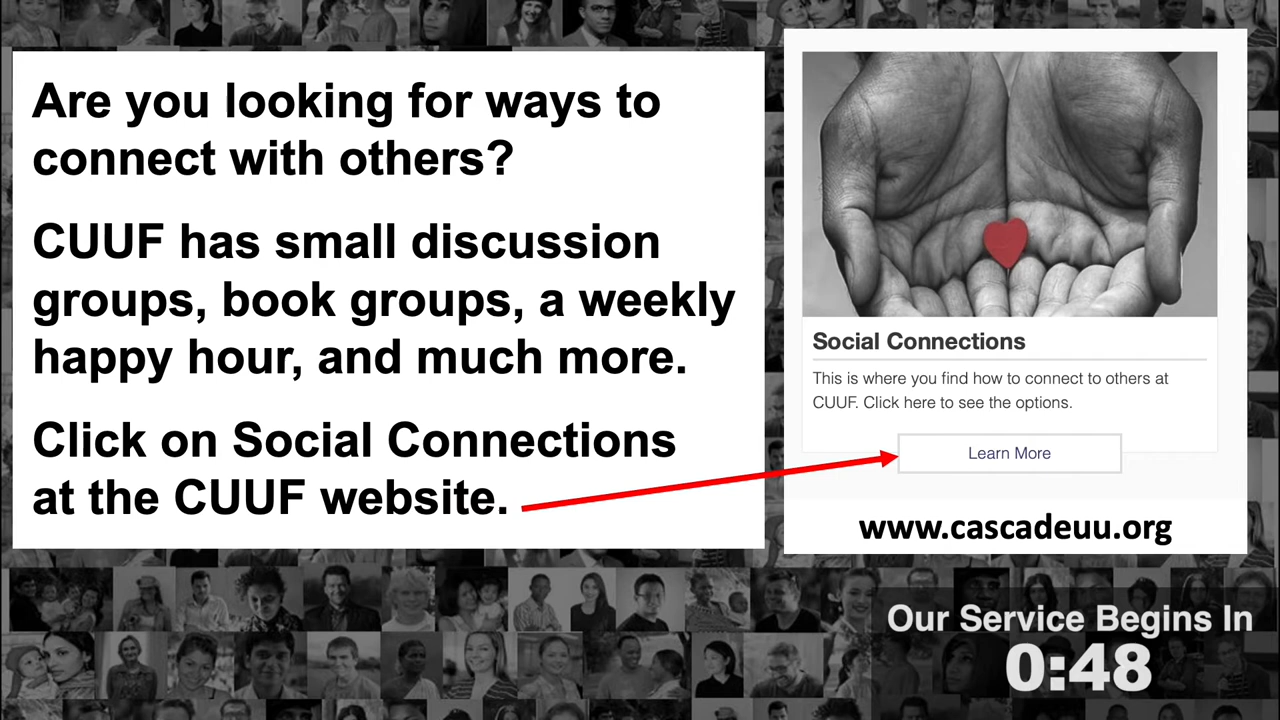 Are you looking for ways to
connect with others?
CUUF has small discussion
groups, book groups, a weekly
happy hour, and much more.
Click on Social Connections
at the CUUF website.
Social Connections
This is where you find how to connect to others at
CUUF. Click here to see the options.
Learn More
www.cascadeuu.org
Our Service Begins In
0:48